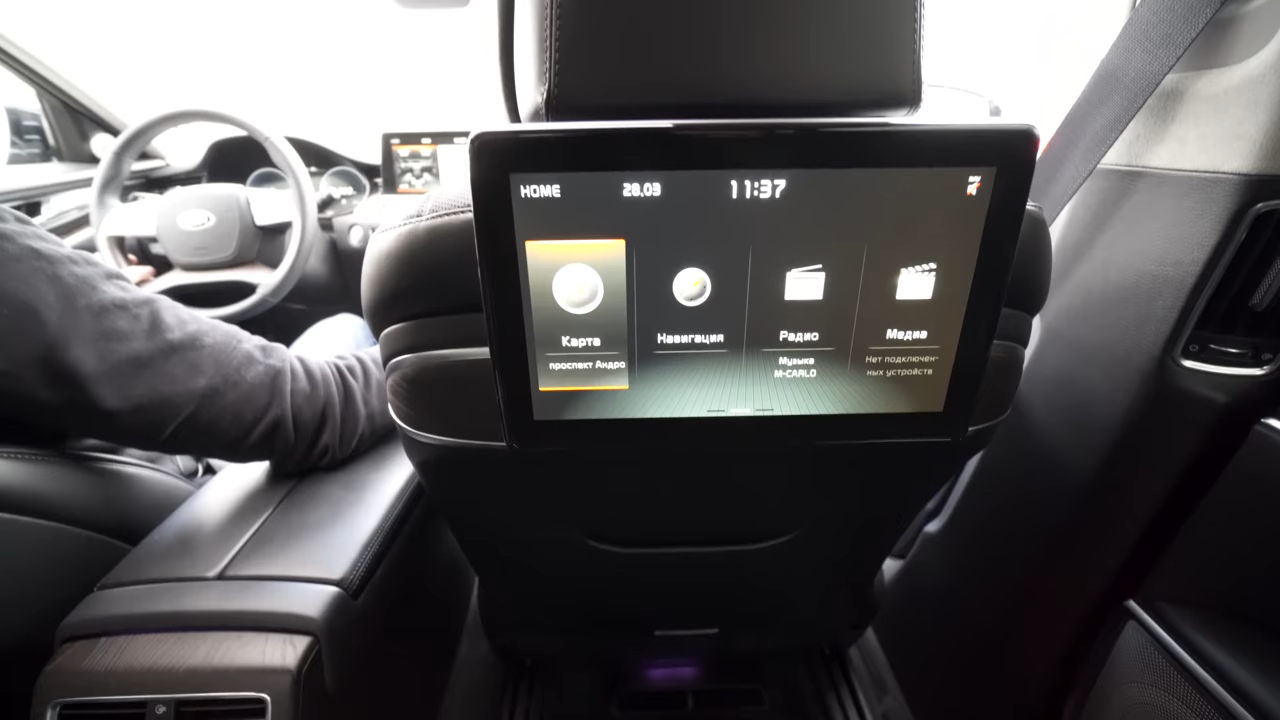 HOME 28.03 11:37
Карта
проспект Андро
Навигация
Радио
Музыка
M-CARLO
Медиа
Нет подключен-
ных устройств